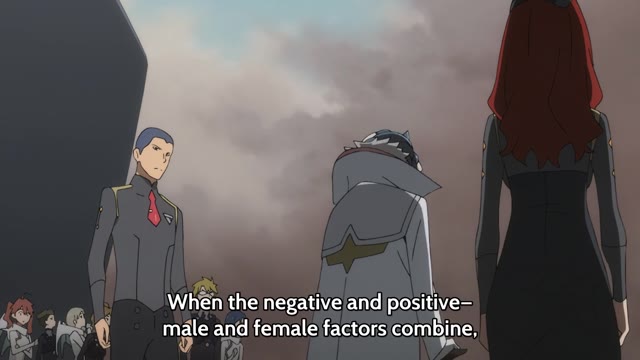 When the negative and positive—
male and female factors combine,